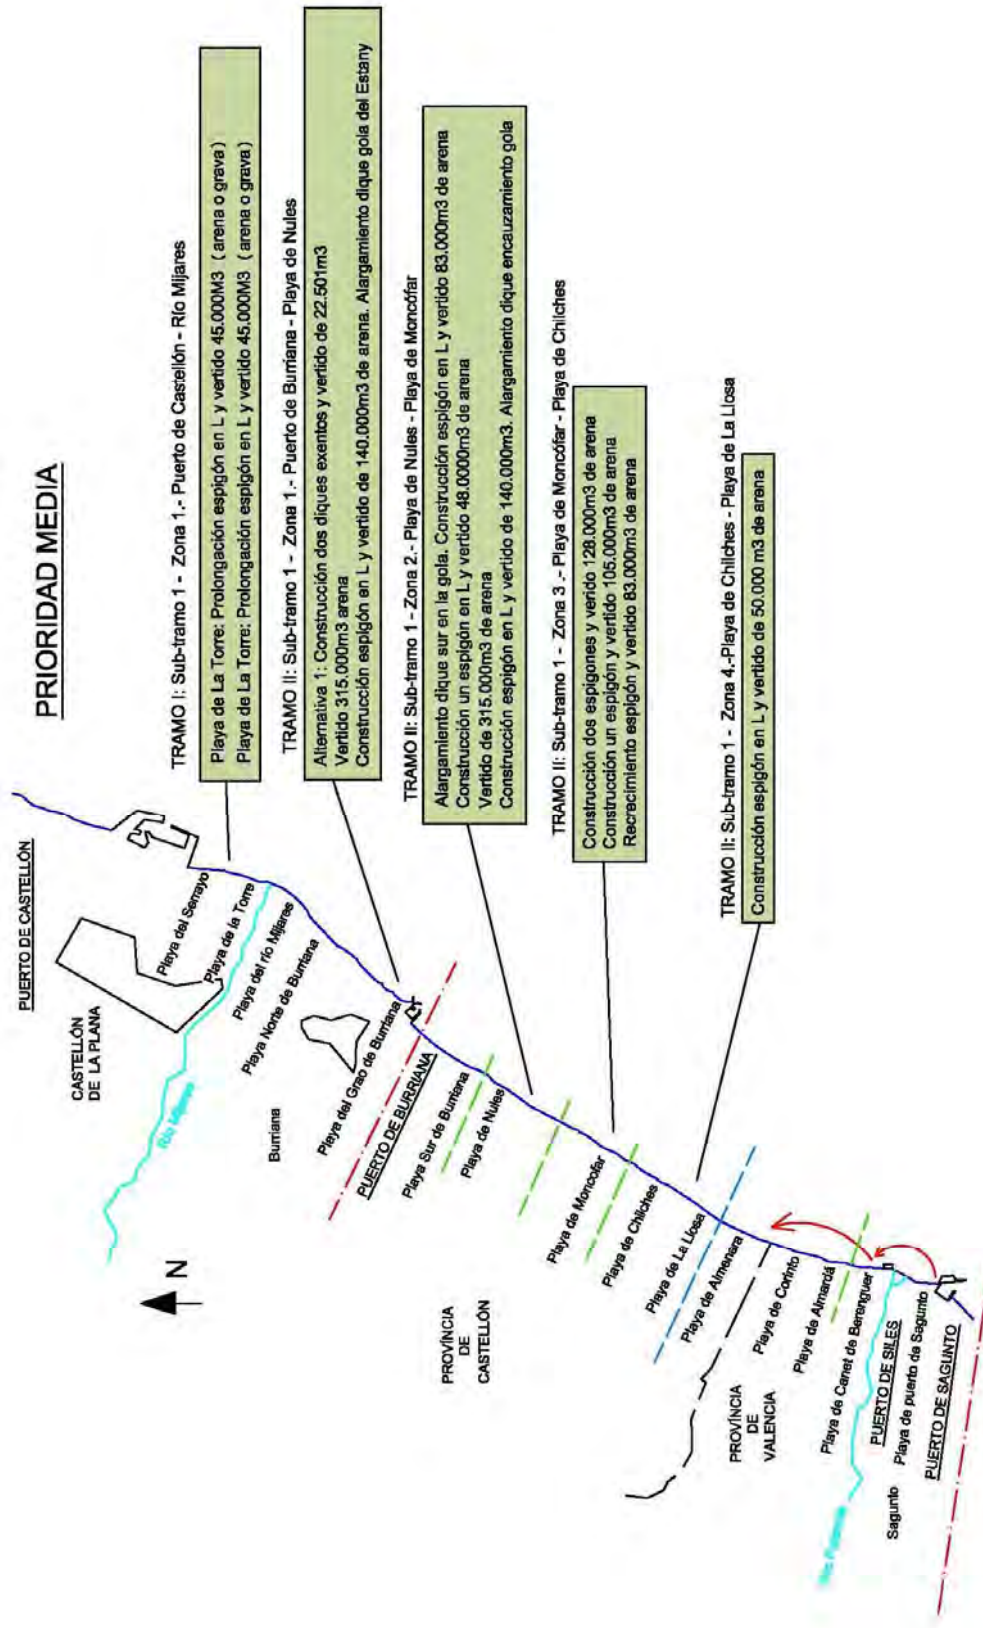 PRIORIDAD MEDIA
PUERTO DE CASTELLÓN
TRAMO I: Sub-tramo 1 - Zona 1.- Puerto de Castellón - Río Mijares
Playa de La Torre: Prolongación espigón en L y vertido 45.000M3 (arena o grava)
Playa de La Torre: Prolongación espigón en L y vertido 45.000M3 (arena o grava)
TRAMO II: Sub-tramo 1 - Zona 1.- Puerto de Burriana - Playa de Nules
Alternativa 1: Construcción dos diques exentos y vertido de 22.501m3
Vertido 315.000m3 arena
Construcción espigón en L y vertido de 140.000m3 de arena. Alargamiento dique gola del Estany
TRAMO II: Sub-tramo 1 - Zona 2.- Playa de Nules - Playa de Moncófar
Alargamiento dique sur en la gola. Construcción espigón en L y vertido 83.000m3 de arena
Construcción un espigón en L y vertido 48.0000m3 de arena
Vertido de 315.000m3 de arena
Construcción espigón en L y vertido de 140.000m3. Alargamiento dique encauzamiento gola
TRAMO II: Sub-tramo 1 - Zona 3 .- Playa de Moncófar - Playa de Chilches
Construcción dos espigones y verido 128.000m3 de arena
Construcción un espigón y vertido 105.000m3 de arena
Recrecimiento espigón y vertido 83.000m3 de arena
TRAMO II: Sub-tramo 1 - Zona 4.-Playa de Chilches - Playa de La Llosa
Construcción espigón en L y vertido de 50.000 m3 de arena
CASTELLÓN
DE LA PLANA
Playa del Serrayo
Playa de la Torre
Río Mijares
Playa del río Mijares
Playa Norte de Burriana
Burriana
Playa del Grao de Burriana
PUERTO DE BURRIANA
Playa Sur de Burriana
Playa de Nules
N
Playa de Moncofar
Playa de Chilches
PROVÍNCIA
DE
CASTELLÓN
Playa de La Llosa
Playa de Almenara
Playa de Corinto
Playa de Almardá
PROVÍNCIA
DE
VALENCIA
Playa de Canet de Berenguer
PUERTO DE SILES
Playa de puerto de Sagunto
Sagunto
PUERTO DE SAGUNTO